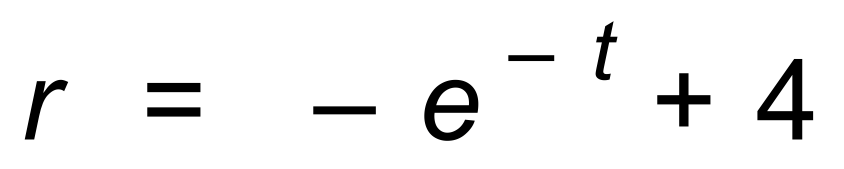 r = − e^{− t} + 4